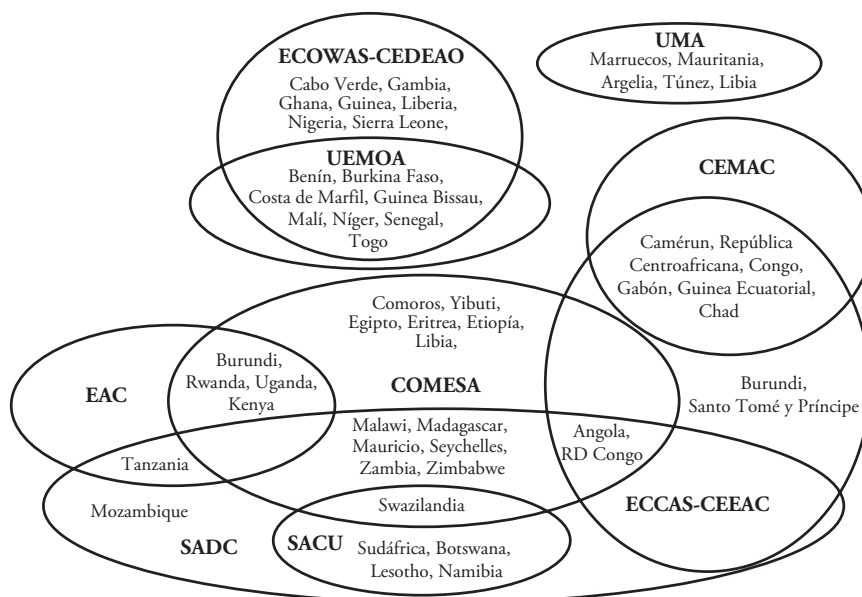 ECOWAS-CEDEAO
Cabo Verde, Gambia,
Ghana, Guinea, Liberia,
Nigeria, Sierra Leone,
UEMOA
Benín, Burkina Faso,
Costa de Marfil, Guinea Bissau,
Malí, Níger, Senegal,
Togo
UMA
Marruecos, Mauritania,
Argelia, Túnez, Libia
CEMAC
Camérun, República
Centroafricana, Congo,
Gabón, Guinea Ecuatorial,
Chad
Comoros, Yibuti,
Egipto, Eritrea, Etiopía,
Libia,
EAC
Burundi,
Rwanda, Uganda,
Kenya
COMESA
Burundi,
Santo Tomé y Príncipe
Malawi, Madagascar,
Mauricio, Seychelles,
Zambia, Zimbabwe
Angola,
RD Congo
Tanzania
Mozambique
Swazilandia
ECCAS-CEEAC
SADC
SACU
Sudáfrica, Botswana,
Lesotho, Namibia